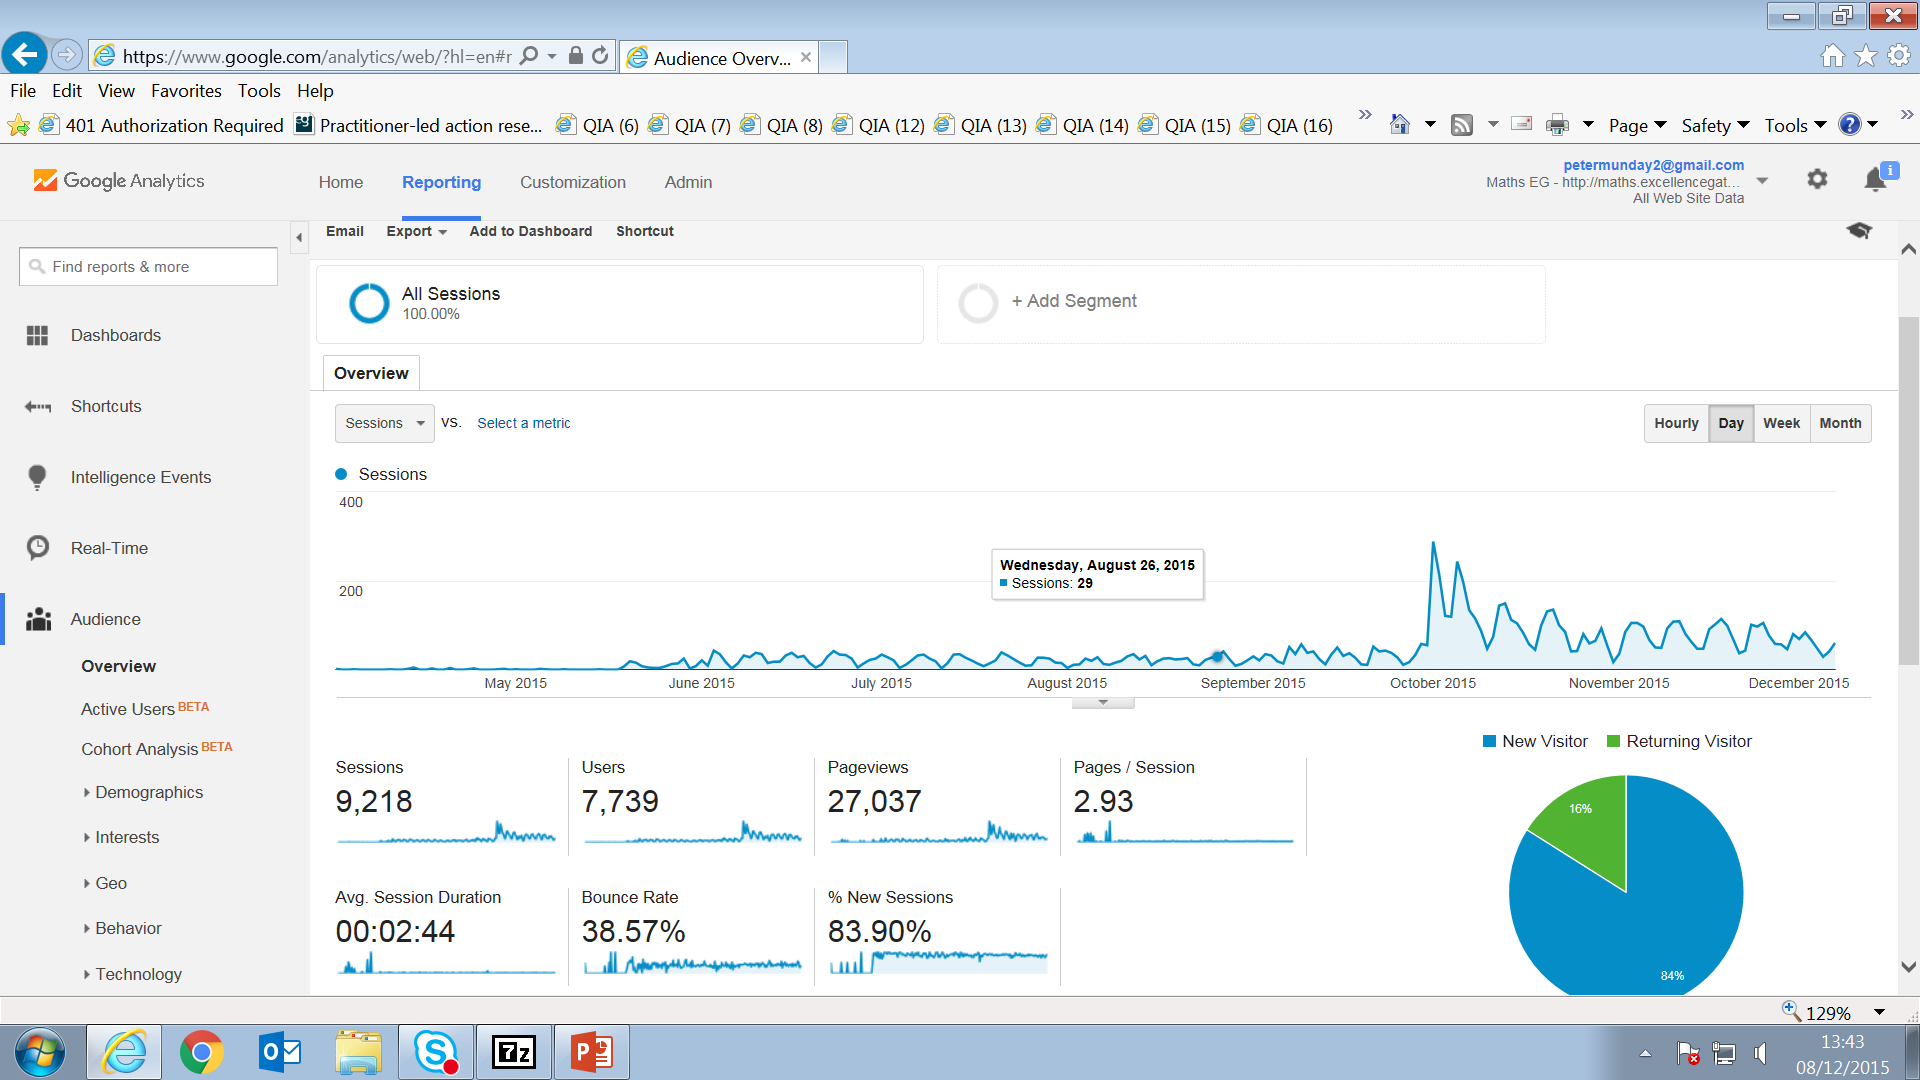 https://www.google.com/analytics/web/?hl=en#r
Audience Overv...
File Edit View Favorites Tools Help
401 Authorization Required Practitioner-led action rese... QIA (6) QIA (7) QIA (8) QIA (12) QIA (13) QIA (14) QIA (15) QIA (16) Page Safety Tools
Google Analytics
Home Reporting Customization Admin
petermunday2@gmail.com
Maths EG - http://maths.excellencegat...
All Web Site Data
Email Export Add to Dashboard Shortcut
Find reports & more
Dashboards
Shortcuts
Intelligence Events
Real-Time
Audience
Overview
Active Users BETA
Cohort Analysis BETA
Demographics
Interests
Geo
Behavior
Technology
All Sessions
100.00%
+ Add Segment
Overview
Sessions VS. Select a metric
Hourly Day Week Month
Sessions
400
200
Wednesday, August 26, 2015
Sessions: 29
May 2015 June 2015 July 2015 August 2015 September 2015 October 2015 November 2015 December 2015
New Visitor Returning Visitor
Sessions
9,218
Users
7,739
Pageviews
27,037
Pages / Session
2.93
Avg. Session Duration
00:02:44
Bounce Rate
38.57%
% New Sessions
83.90%
16%
84%
129%
13:43
08/12/2015